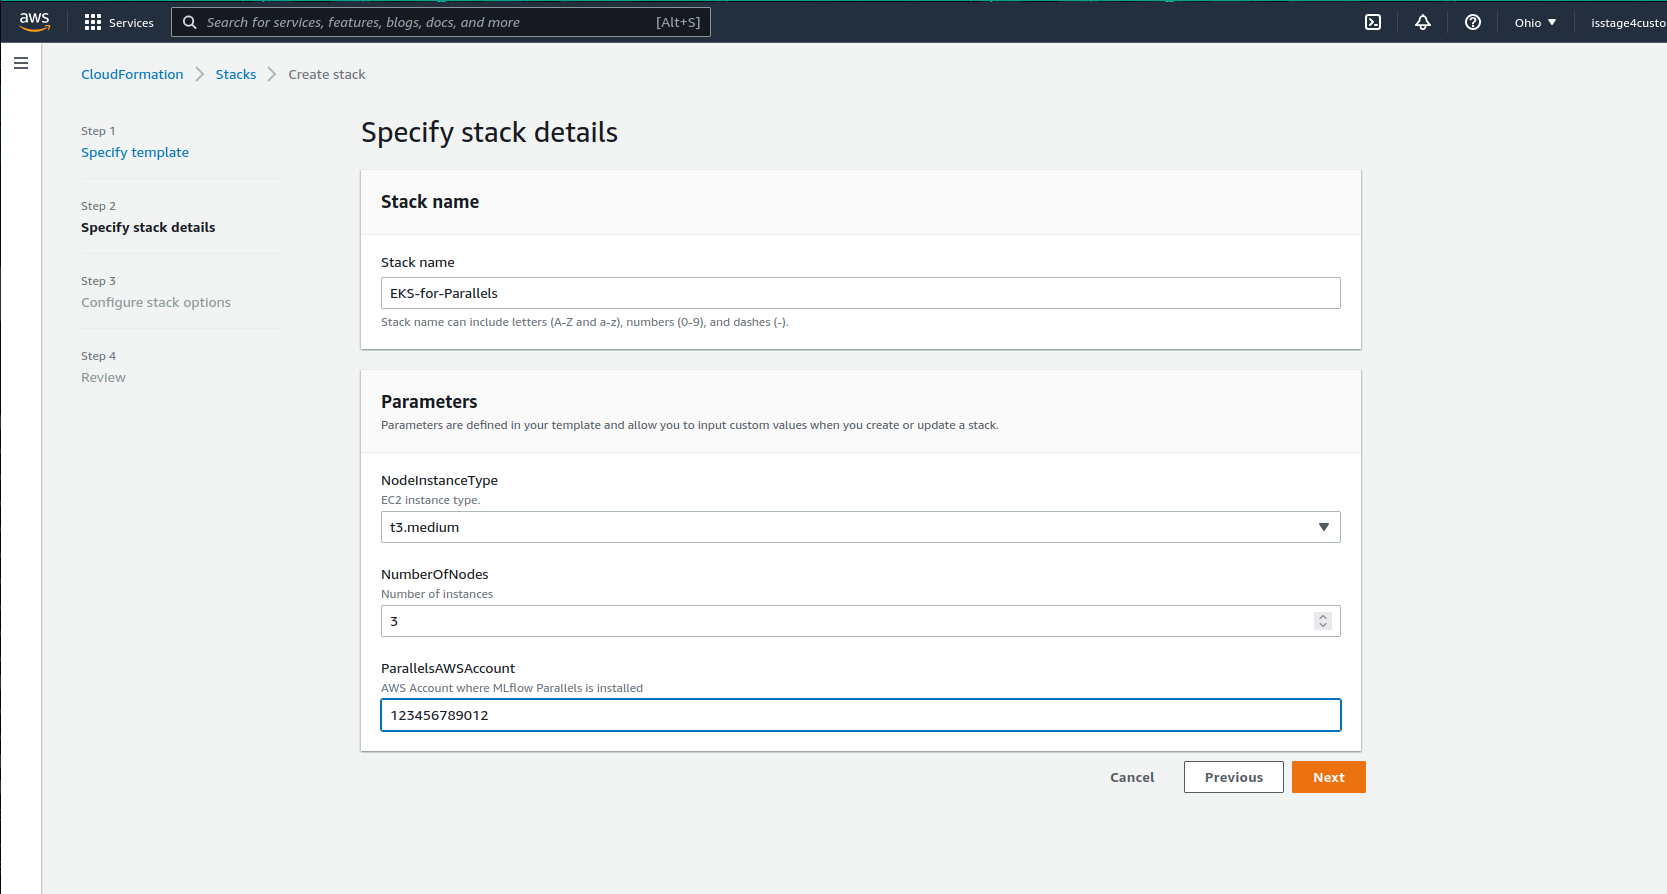 aws
Services
Search for services, features, blogs, docs, and more [Alt+S]
Ohio
isstage4custo
CloudFormation > Stacks > Create stack
Step 1
Specify template
Step 2
Specify stack details
Step 3
Configure stack options
Step 4
Review
Specify stack details
Stack name
Stack name
EKS-for-Parallels
Stack name can include letters (A-Z and a-z), numbers (0-9), and dashes (-).
Parameters
Parameters are defined in your template and allow you to input custom values when you create or update a stack.
NodeInstanceType
EC2 instance type.
t3.medium
NumberOfNodes
Number of instances
3
ParallelsAWSAccount
AWS Account where MLflow Parallels is installed
123456789012
Cancel
Previous
Next